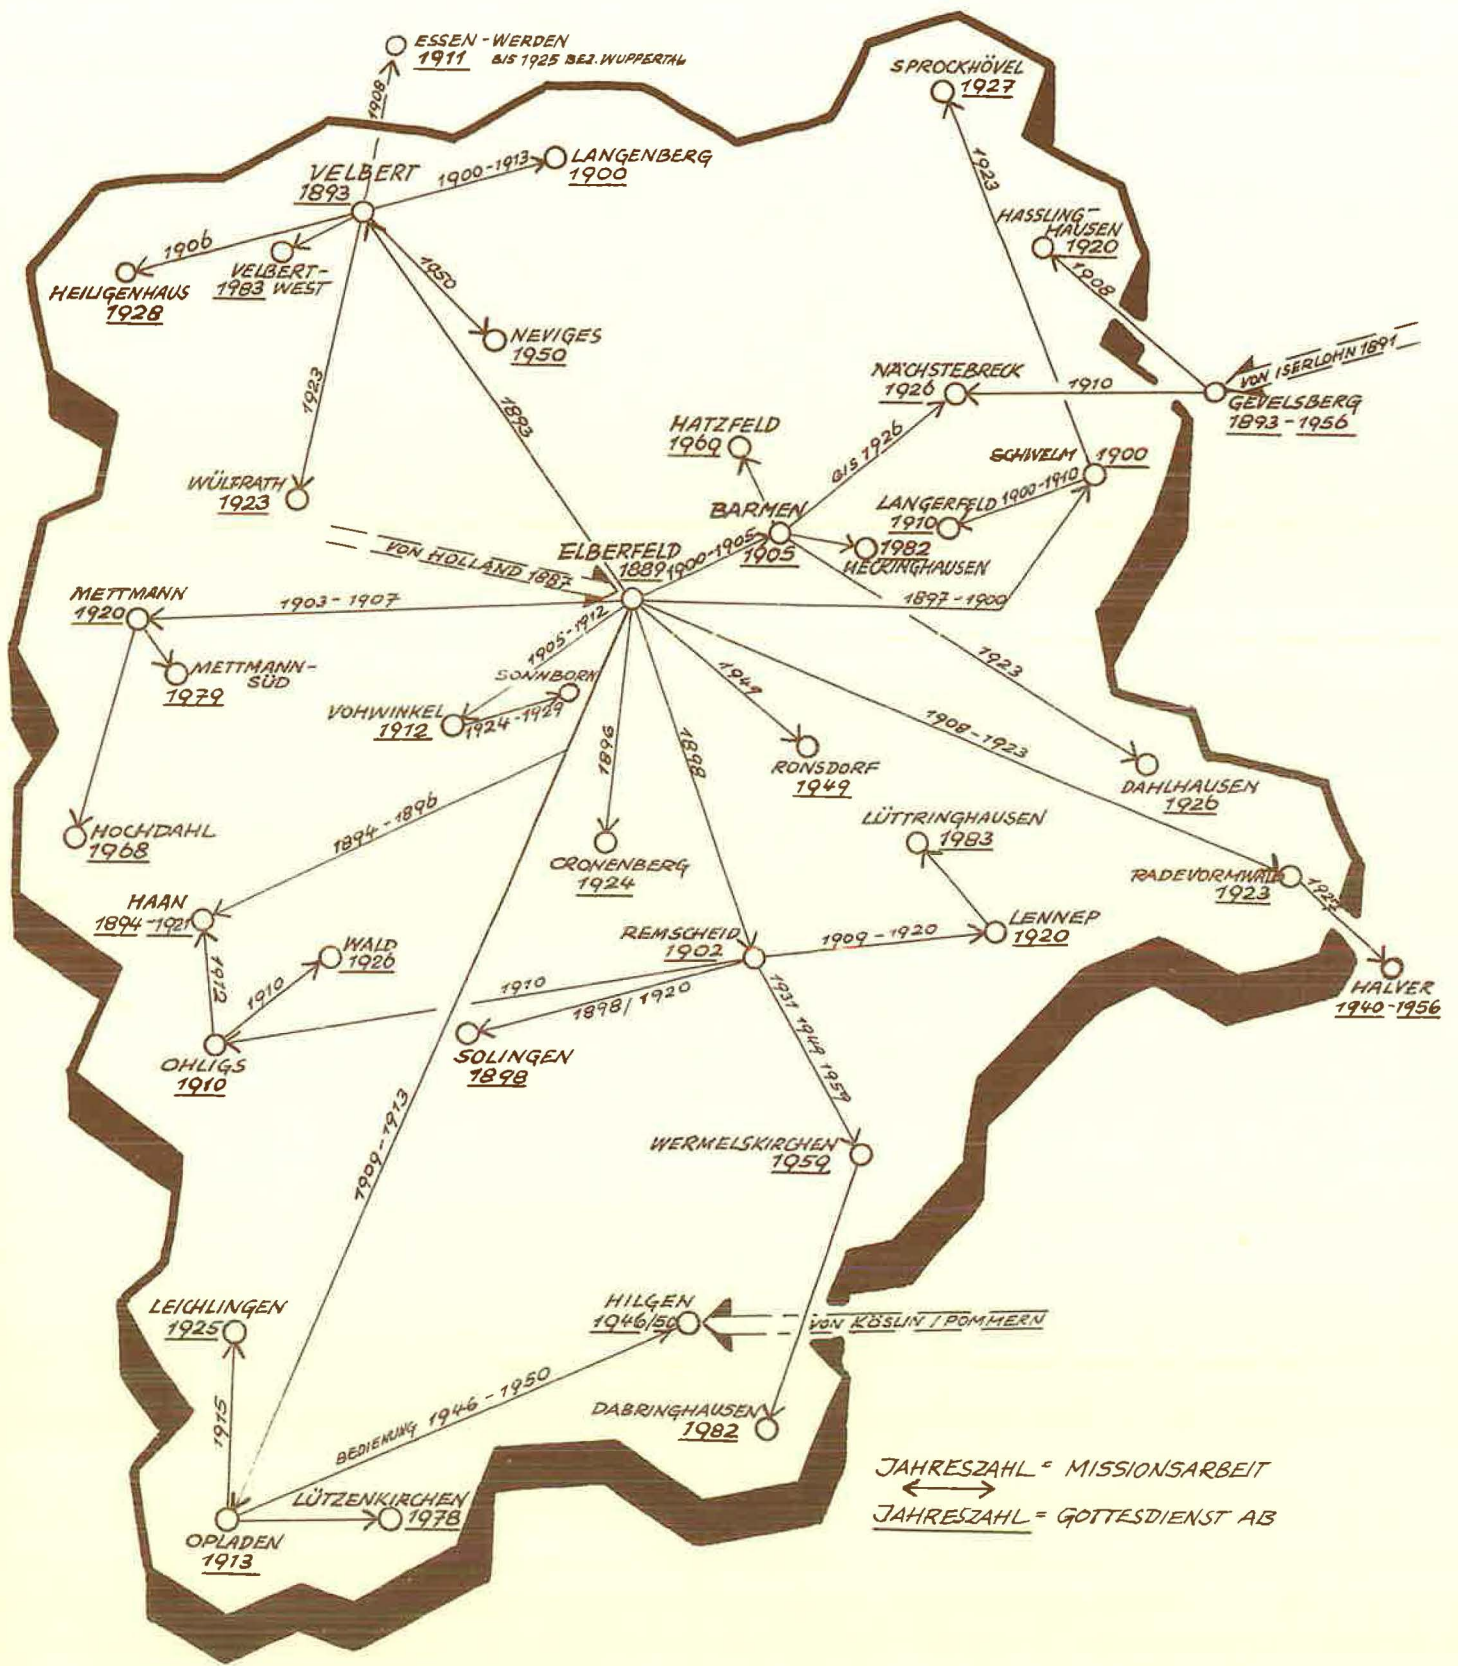 ESSEN-WERDEN
1911 BIS 1925 BEZ. WUPPERTAL
1908
SPROCKHÖVEL
1927
VELBERT
1893
1900-1913
LANGENBERG
1900
1923
HASSLING-
HAUSEN
1920
1908
1906
VELBERT-
1983 WEST
HEILIGENHAUS
1928
1950
NEVIGES
1950
VON ISERLOHN 1891
GEVELSBERG
1893-1956
NÄCHSTEBRECK
1926
1910
1923
1893
HATZFELD
1969
BIS 1926
SCHWELM 1900
WÜLFRATH
1923
LANGERFELD
1910
1900-1910
BARMEN
1905
1982
HECKINGHAUSEN
VON HOLLAND 1887
ELBERFELD
1889
1900-1905
METTMANN
1920
1903-1907
1897-1900
METTMANN-
SÜD
1979
1905-1912
SONNBORN
VOHWINKEL
1912
1924-1929
1949
1923
1908-1923
1896
1898
RONSDORF
1949
DAHLHAUSEN
1926
HOCHDAHL
1968
1894-1896
CRONENBERG
1924
LÜTTRINGHAUSEN
1983
RADEVORMWALD
1923
HAAN
1894-1921
WALD
1926
REMSCHEID
1902
1909-1920
LENNEP
1920
HALVER
1940-1956
1912
1910
1910
1898/1920
OHLIGS
1910
SOLINGEN
1898
1931 1949 1959
1909-1913
WERMELSKIRCHEN
1959
LEICHLINGEN
1925
HILGEN
1946/50
VON KÖSLIN / POMMERN
1915
BEDIENUNG 1946-1950
DABRINGHAUSEN
1982
LÜTZENKIRCHEN
1978
OPLADEN
1913
JAHRESZAHL = MISSIONSARBEIT
JAHRESZAHL = GOTTESDIENST AB